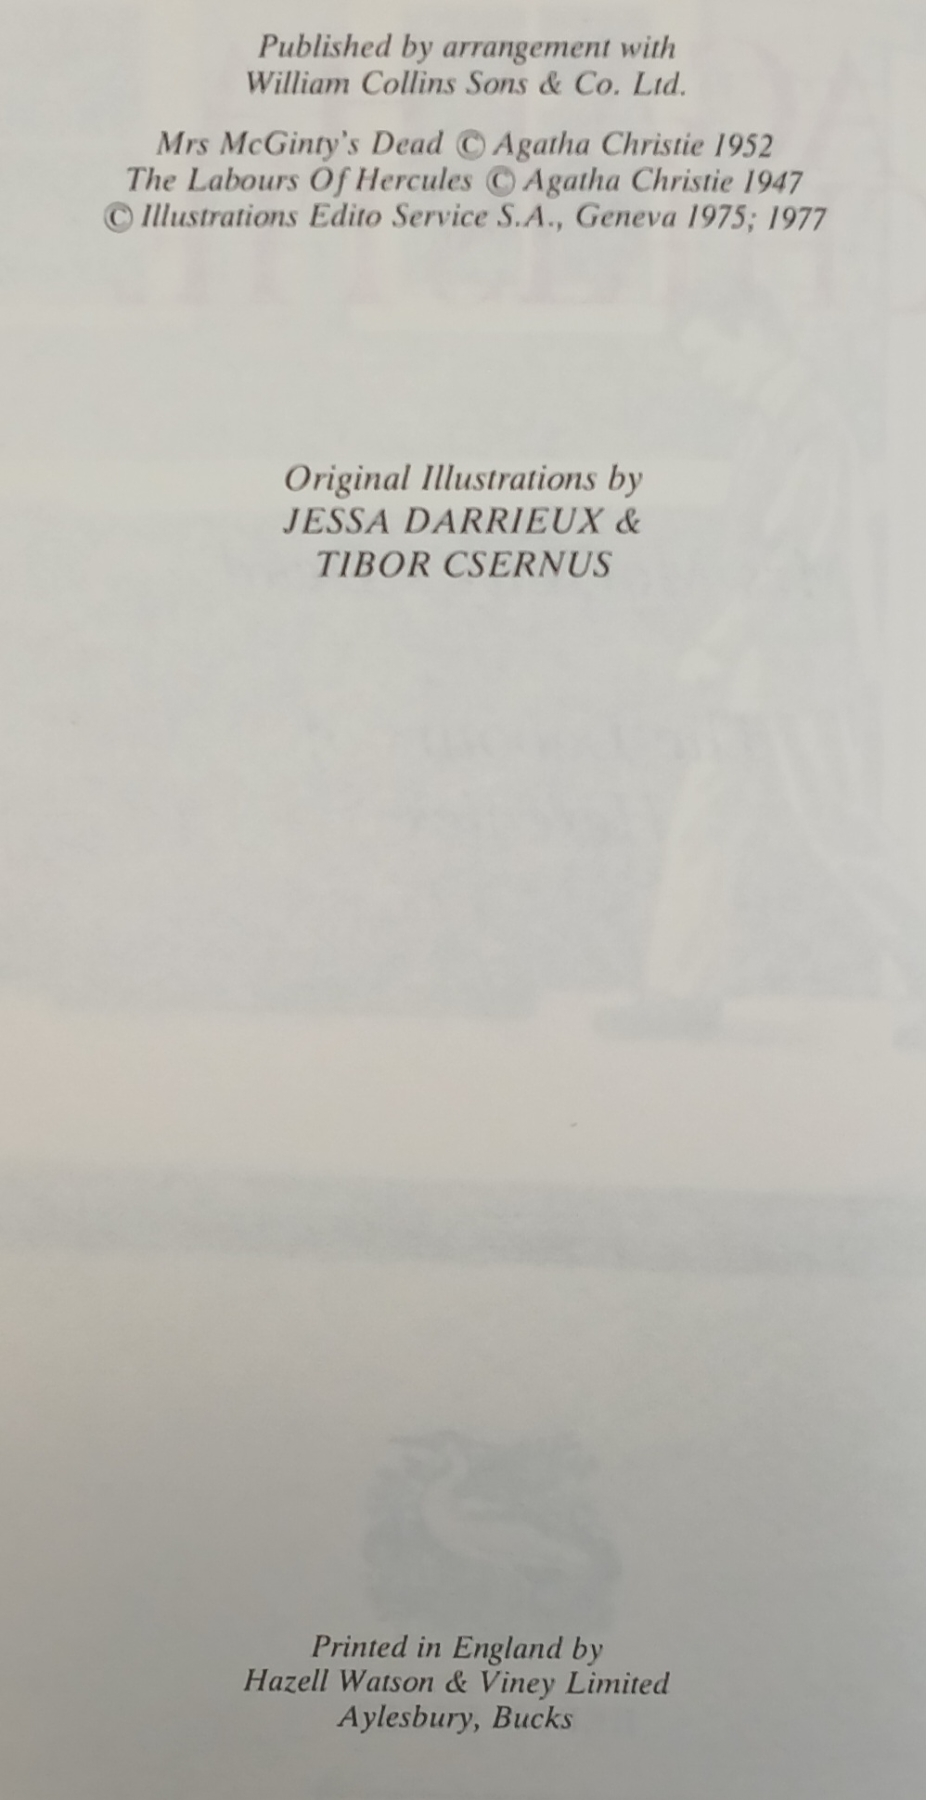 Published by arrangement with
William Collins Sons & Co. Ltd.
Mrs McGinty's Dead © Agatha Christie 1952
The Labours Of Hercules © Agatha Christie 1947
© Illustrations Edito Service S.A., Geneva 1975; 1977
Original Illustrations by
JESSA DARRIEUX &
TIBOR CSERNUS
Printed in England by
Hazell Watson & Viney Limited
Aylesbury, Bucks